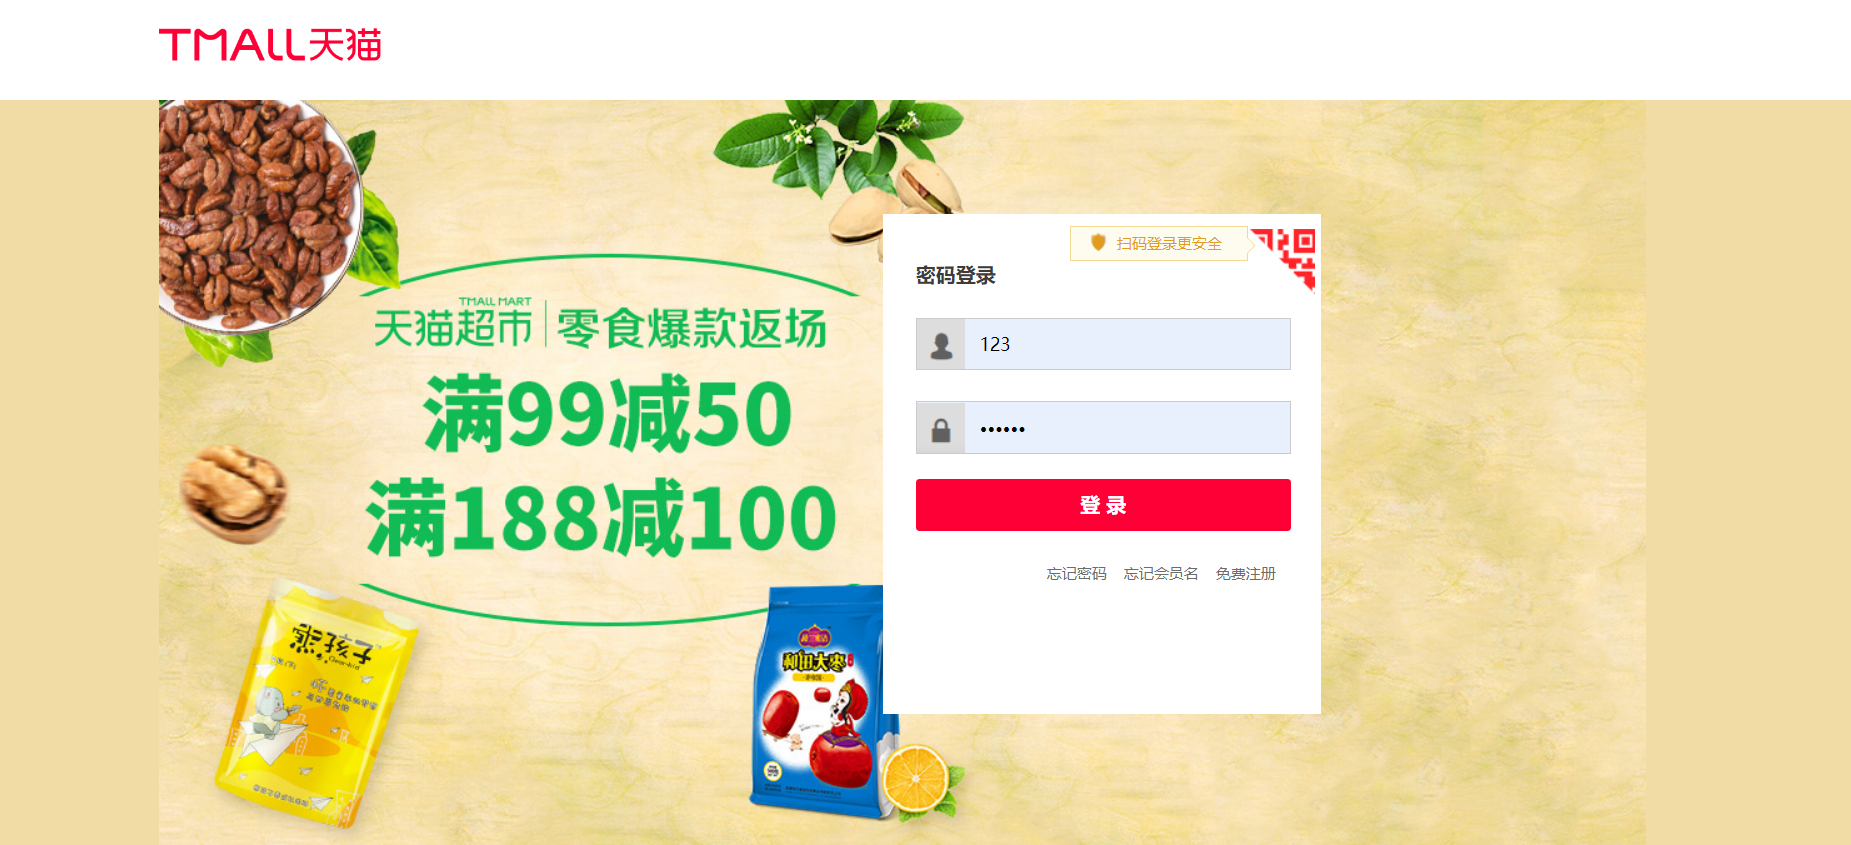 TMALL天猫
TMALL MART
天猫超市
零食爆款返场
满99减50
满188减100
和田大枣
扫码登录更安全
密码登录
123
••••••
登 录
忘记密码 忘记会员名 免费注册